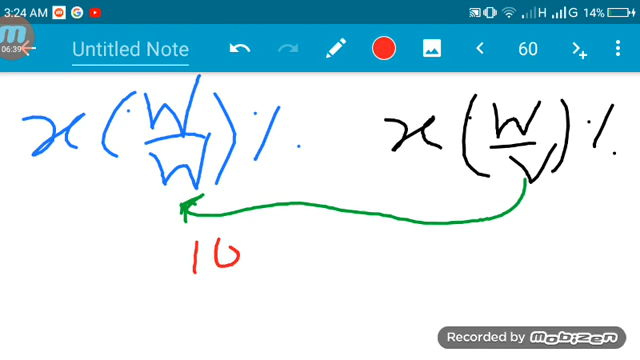 3:24 AM G H G 14%
06:39 Untitled Note 60
x(W/W)% x(W/V)%
10
Recorded by mobizen